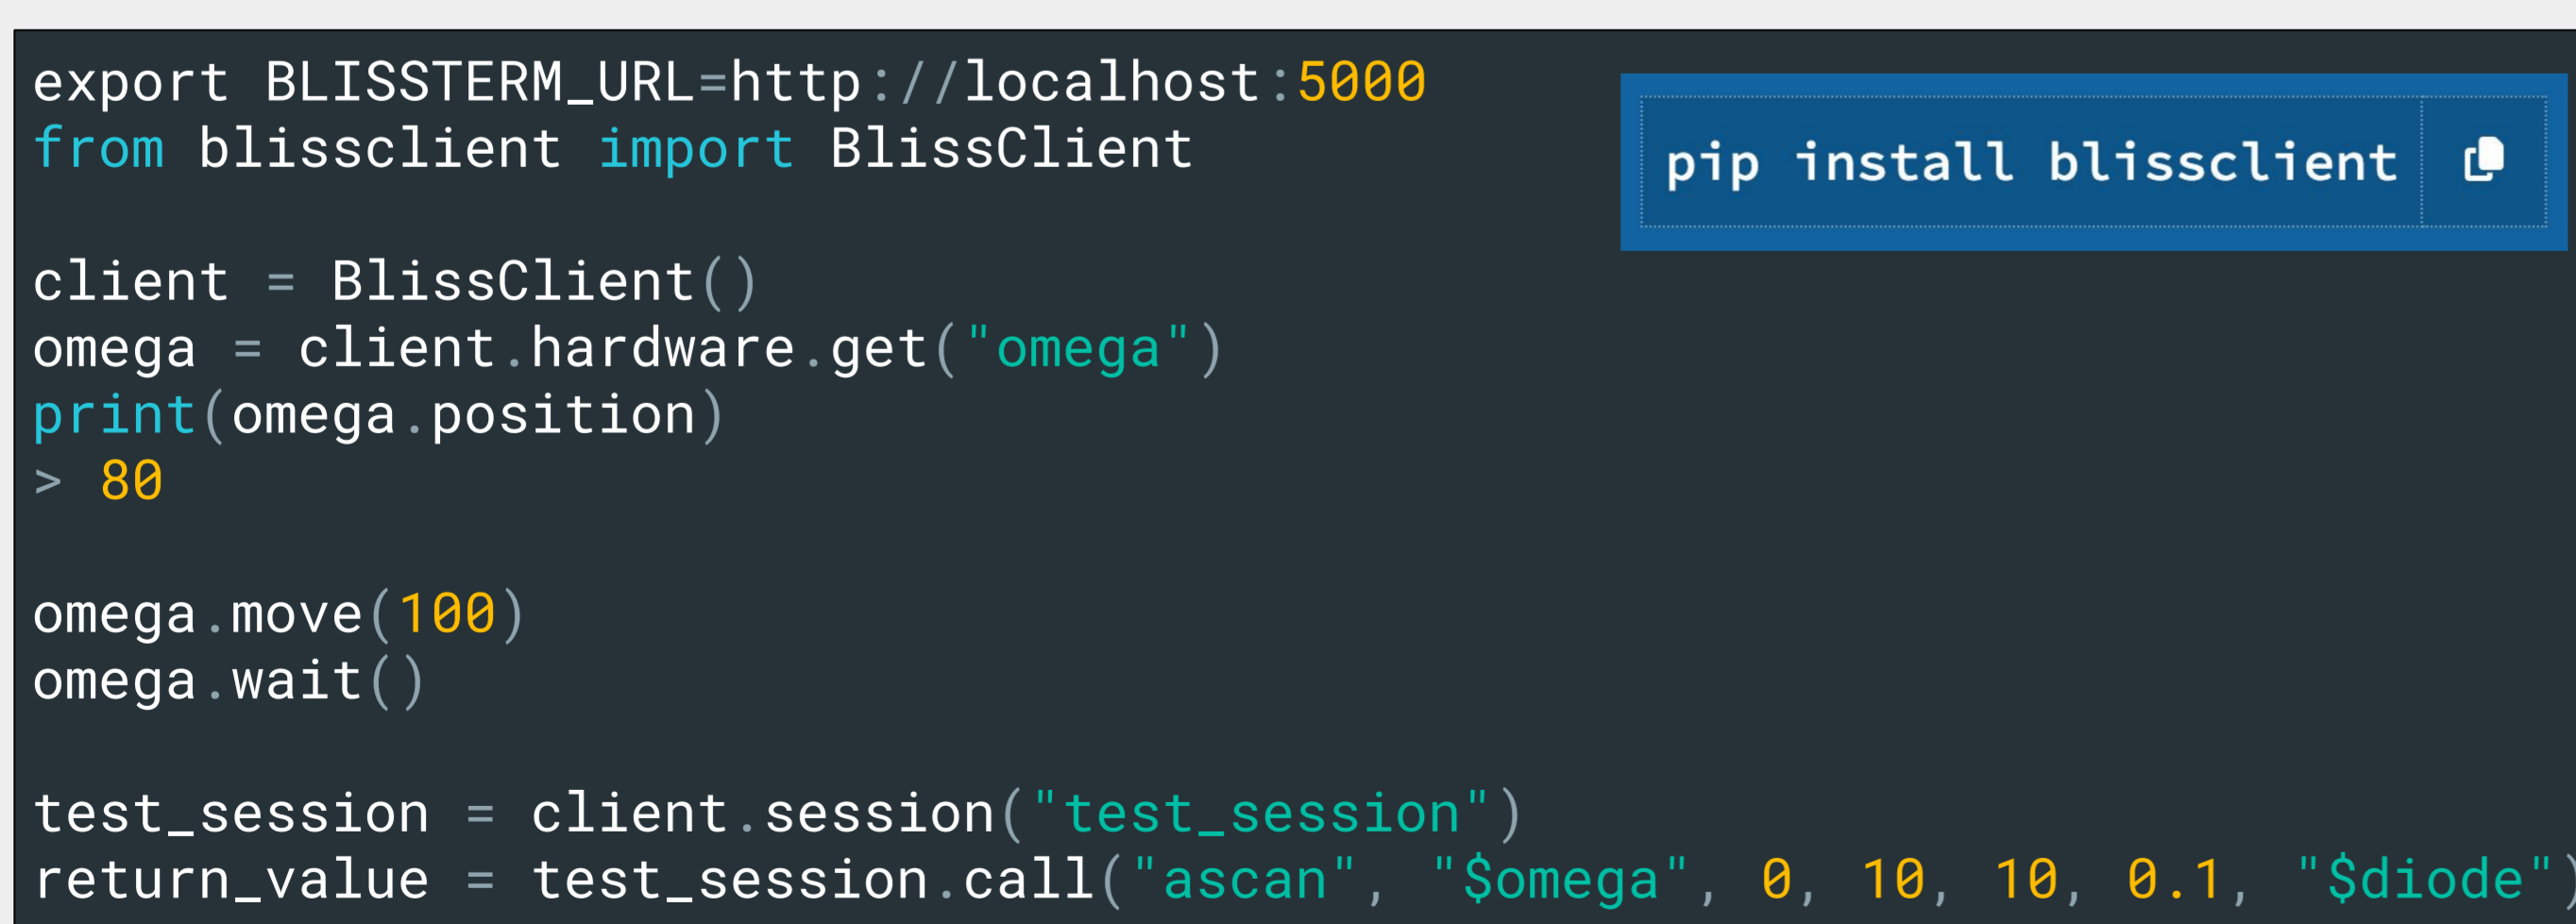 export BLISSTERM_URL=http://localhost:5000
from blissclient import BlissClient
pip install blissclient
client = BlissClient()
omega = client.hardware.get("omega")
print(omega.position)
> 80
omega.move(100)
omega.wait()
test_session = client.session("test_session")
return_value = test_session.call("ascan", "$omega", 0, 10, 10, 0.1, "$diode")